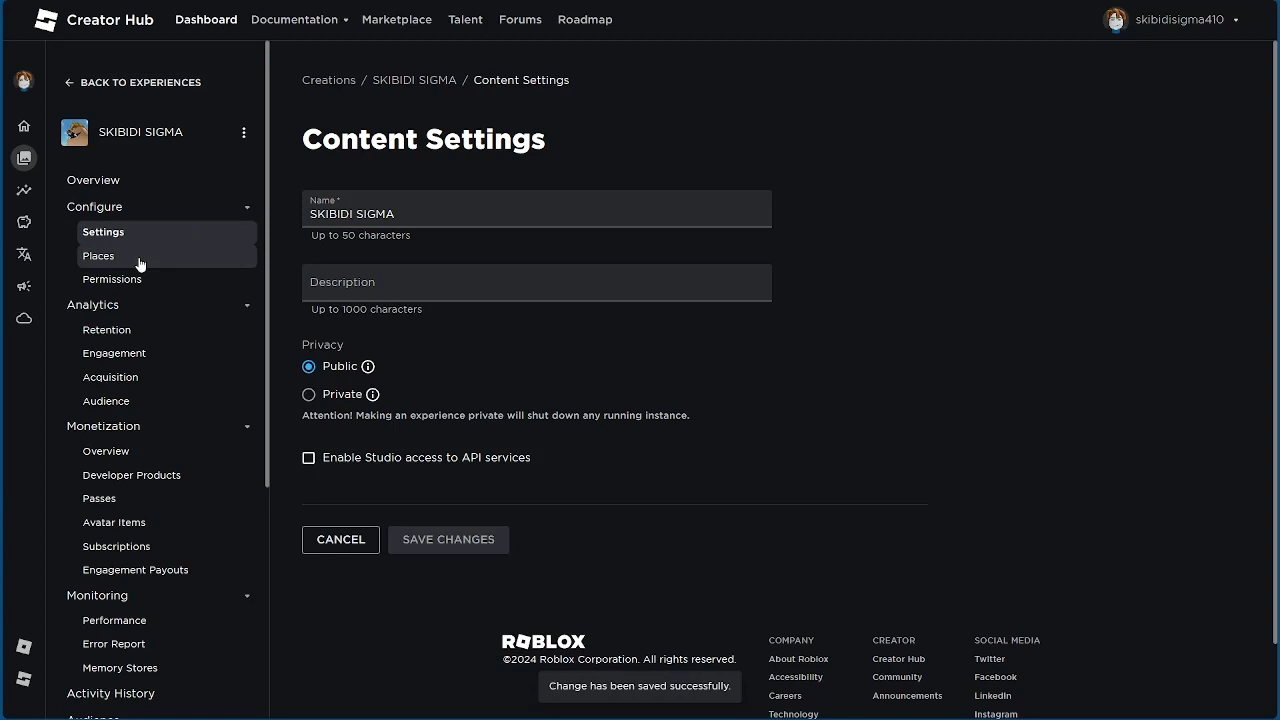 Creator Hub
Dashboard
Documentation
Marketplace
Talent
Forums
Roadmap
skibidisigma410
BACK TO EXPERIENCES
SKIBIDI SIGMA
Overview
Configure
Settings
Places
Permissions
Analytics
Retention
Engagement
Acquisition
Audience
Monetization
Overview
Developer Products
Passes
Avatar Items
Subscriptions
Engagement Payouts
Monitoring
Performance
Error Report
Memory Stores
Activity History
Creations / SKIBIDI SIGMA / Content Settings
Content Settings
Name *
SKIBIDI SIGMA
Up to 50 characters
Description
Up to 1000 characters
Privacy
Public
Private
Attention! Making an experience private will shut down any running instance.
Enable Studio access to API services
CANCEL
SAVE CHANGES
ROBLOX
©2024 Roblox Corporation. All rights reserved.
Change has been saved successfully.
COMPANY
About Roblox
Accessibility
Careers
Technology
CREATOR
Creator Hub
Community
Announcements
SOCIAL MEDIA
Twitter
Facebook
LinkedIn
Instagram